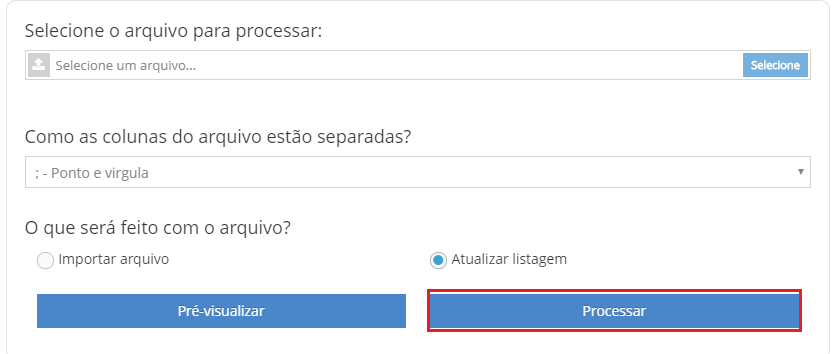 Selecione o arquivo para processar:
Selecione um arquivo...
Selecione
Como as colunas do arquivo estão separadas?
; - Ponto e virgula
O que será feito com o arquivo?
Importar arquivo
Atualizar listagem
Pré-visualizar
Processar